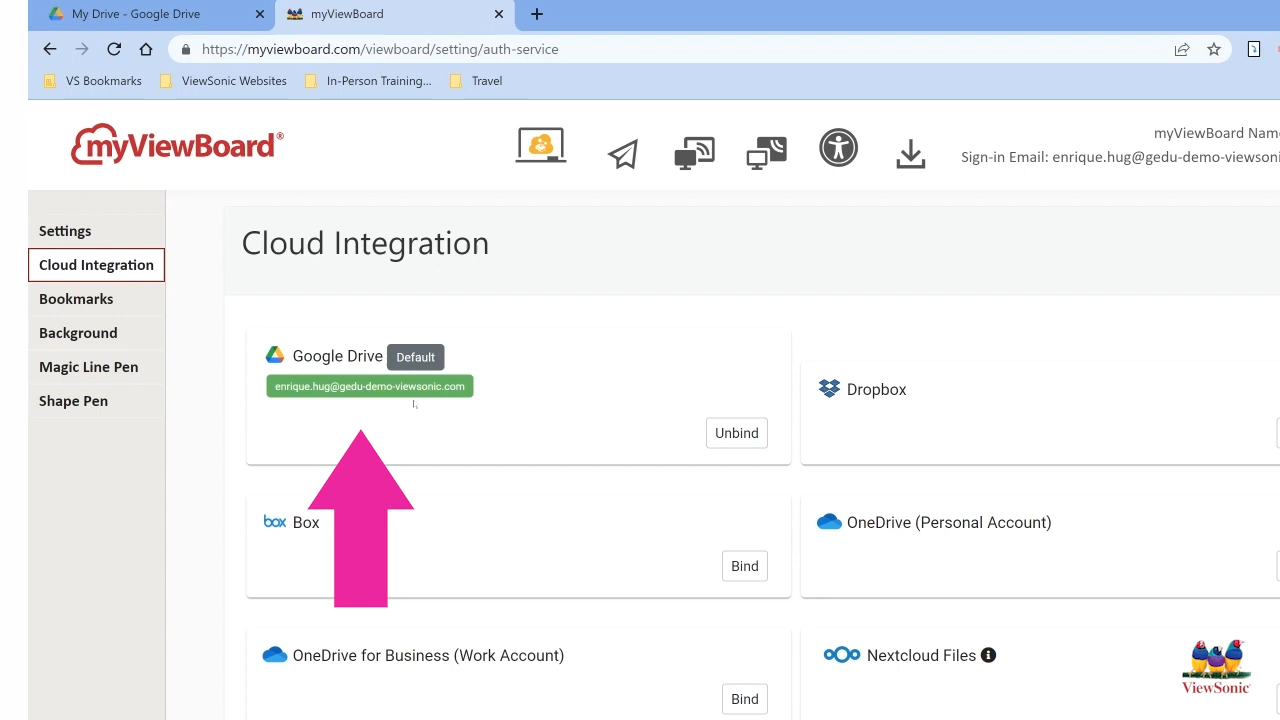 My Drive - Google Drive
myViewBoard
https://myviewboard.com/viewboard/setting/auth-service
VS Bookmarks
ViewSonic Websites
In-Person Training...
Travel
myViewBoard®
myViewBoard Nam
Sign-in Email: enrique.hug@gedu-demo-viewsoni
Settings
Cloud Integration
Bookmarks
Background
Magic Line Pen
Shape Pen
Cloud Integration
Google Drive Default
enrique.hug@gedu-demo-viewsonic.com
Unbind
Dropbox
box Box
Bind
OneDrive (Personal Account)
OneDrive for Business (Work Account)
Bind
Nextcloud Files
ViewSonic